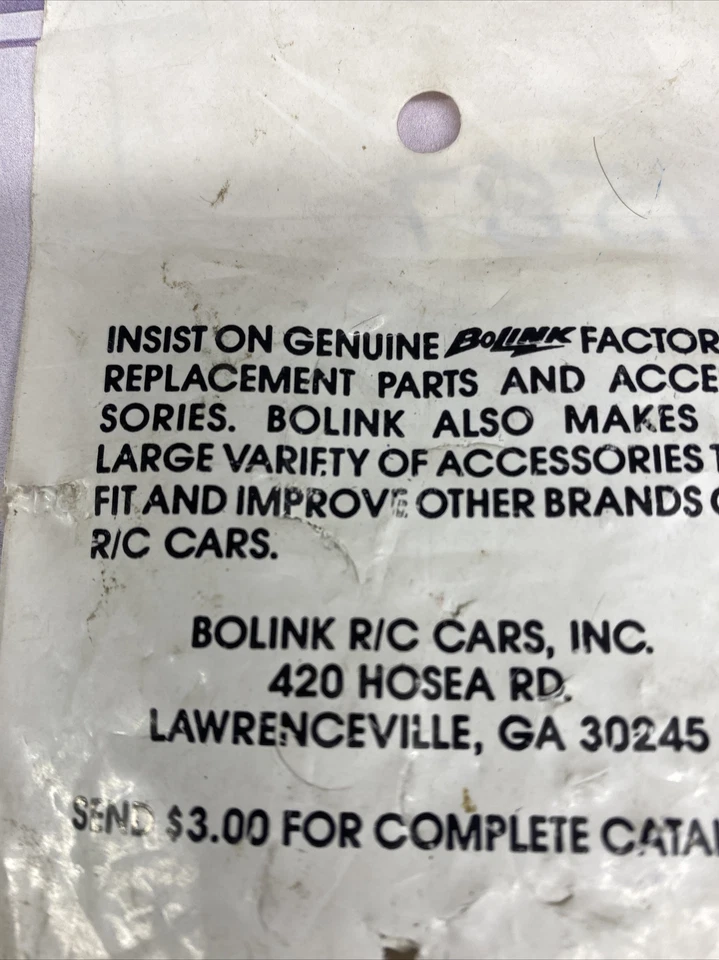 INSIST ON GENUINE BOLINK FACTOR
REPLACEMENT PARTS AND ACCE
SORIES. BOLINK ALSO MAKES
LARGE VARIETY OF ACCESSORIES T
FIT AND IMPROVE OTHER BRANDS
R/C CARS.
BOLINK R/C CARS, INC.
420 HOSEA RD.
LAWRENCEVILLE, GA 30245
SEND $3.00 FOR COMPLETE CATA